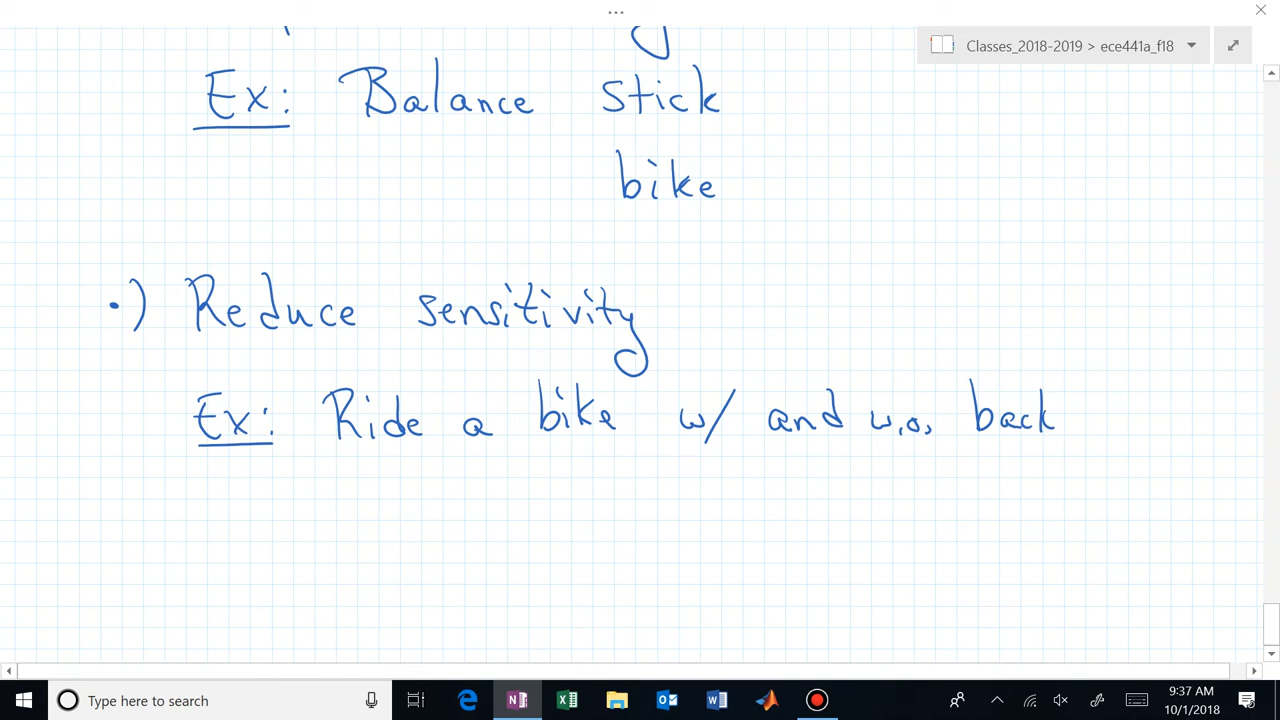 ...
Classes_2018-2019 > ece441a_f18
Ex: Balance stick
bike
•) Reduce sensitivity
Ex: Ride a bike w/ and w.o. back
Type here to search
9:37 AM
10/1/2018